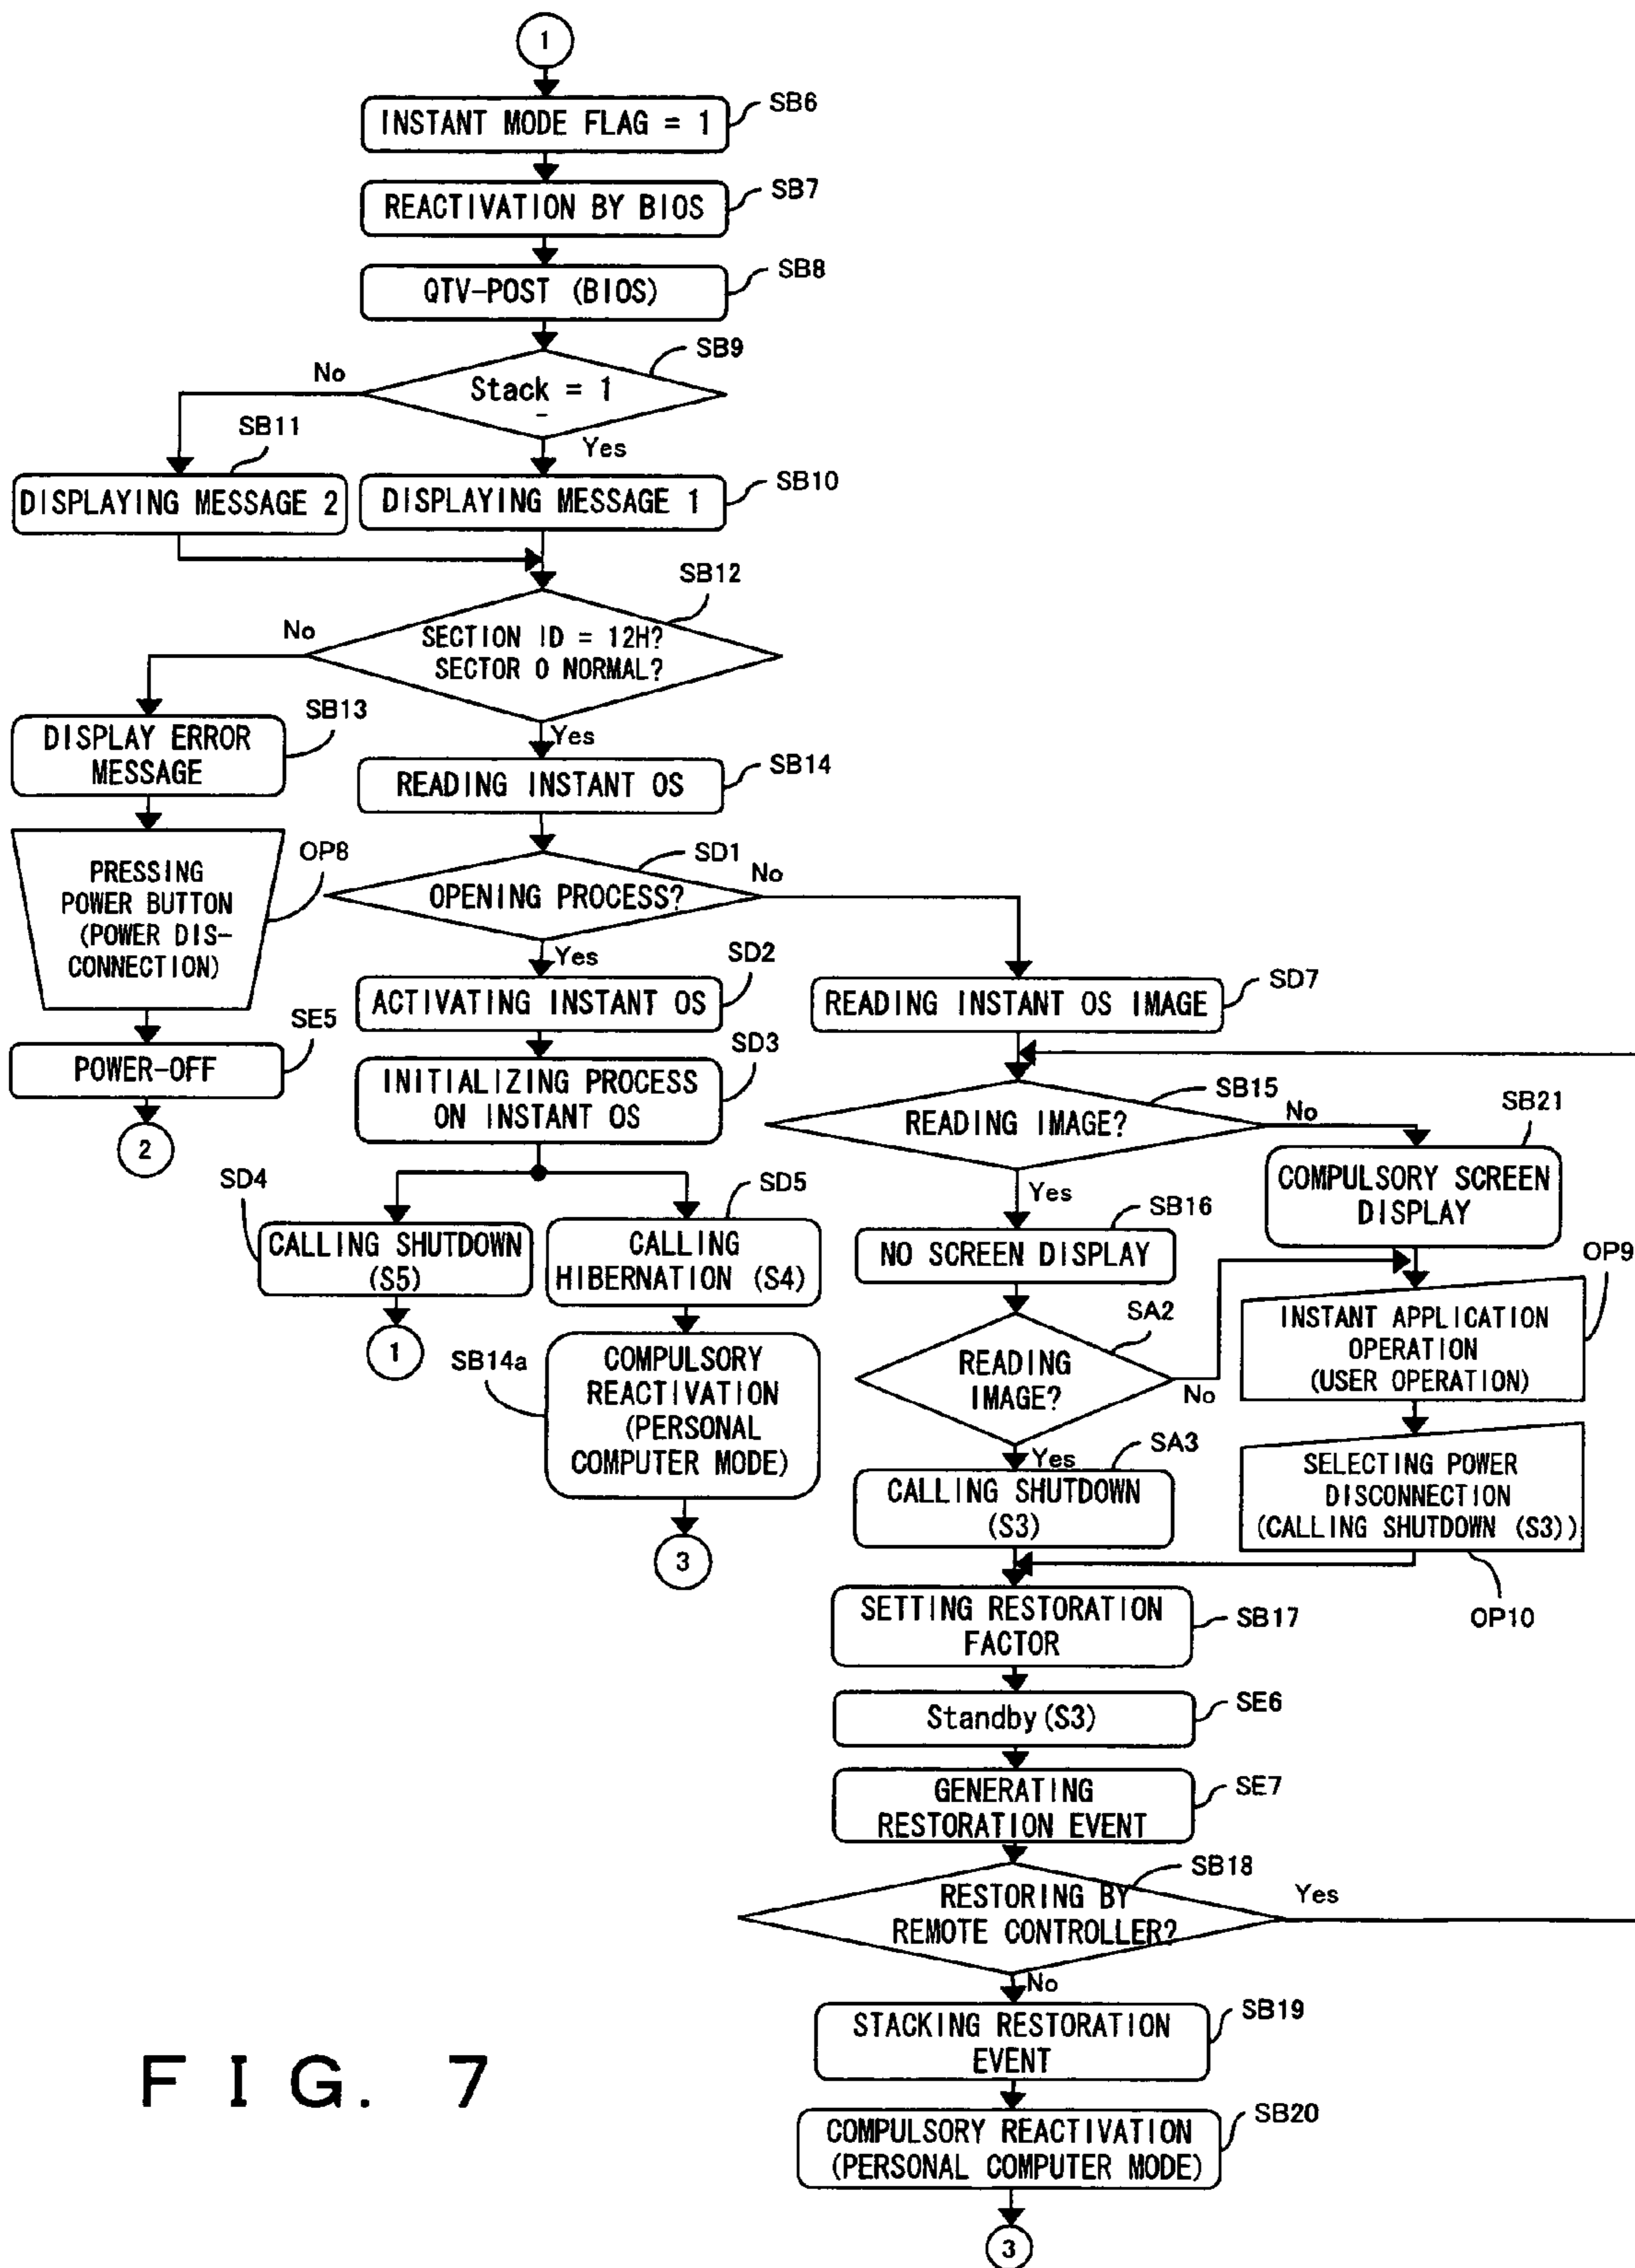 1
INSTANT MODE FLAG = 1
SB6
REACTIVATION BY BIOS
SB7
QTV-POST (BIOS)
SB8
SB9
No
Stack = 1
Yes
SB11
DISPLAYING MESSAGE 2
DISPLAYING MESSAGE 1
SB10
SB12
No
SECTION ID = 12H?
SECTOR 0 NORMAL?
Yes
SB13
DISPLAY ERROR
MESSAGE
READING INSTANT OS
SB14
OP8
PRESSING
POWER BUTTON
(POWER DIS-
CONNECTION)
SD1
OPENING PROCESS?
No
Yes
SE5
POWER-OFF
2
SD2
ACTIVATING INSTANT OS
SD3
INITIALIZING PROCESS
ON INSTANT OS
SD7
READING INSTANT OS IMAGE
SB15
READING IMAGE?
No
Yes
SB21
COMPULSORY SCREEN
DISPLAY
SD4
CALLING SHUTDOWN
(S5)
1
SD5
CALLING
HIBERNATION (S4)
SB14a
COMPULSORY
REACTIVATION
(PERSONAL
COMPUTER MODE)
3
SB16
NO SCREEN DISPLAY
OP9
INSTANT APPLICATION
OPERATION
(USER OPERATION)
SA2
READING
IMAGE?
No
Yes
SA3
CALLING SHUTDOWN
(S3)
SELECTING POWER
DISCONNECTION
(CALLING SHUTDOWN (S3))
OP10
SETTING RESTORATION
FACTOR
SB17
Standby(S3)
SE6
GENERATING
RESTORATION EVENT
SE7
SB18
RESTORING BY
REMOTE CONTROLLER?
Yes
No
STACKING RESTORATION
EVENT
SB19
COMPULSORY REACTIVATION
(PERSONAL COMPUTER MODE)
SB20
3
FIG. 7